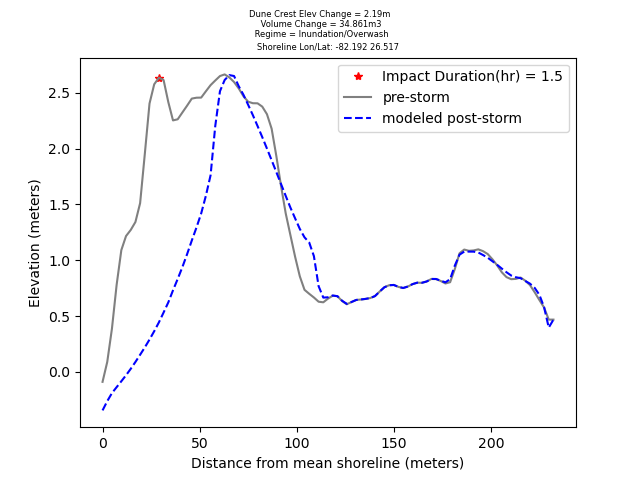 Dune Crest Elev Change = 2.19m
Volume Change = 34.861m3
Regime = Inundation/Overwash
Shoreline Lon/Lat: -82.192 26.517
Impact Duration(hr) = 1.5
pre-storm
modeled post-storm
Elevation (meters)
2.5
2.0
1.5
1.0
0.5
0.0
0
50
100
150
200
Distance from mean shoreline (meters)